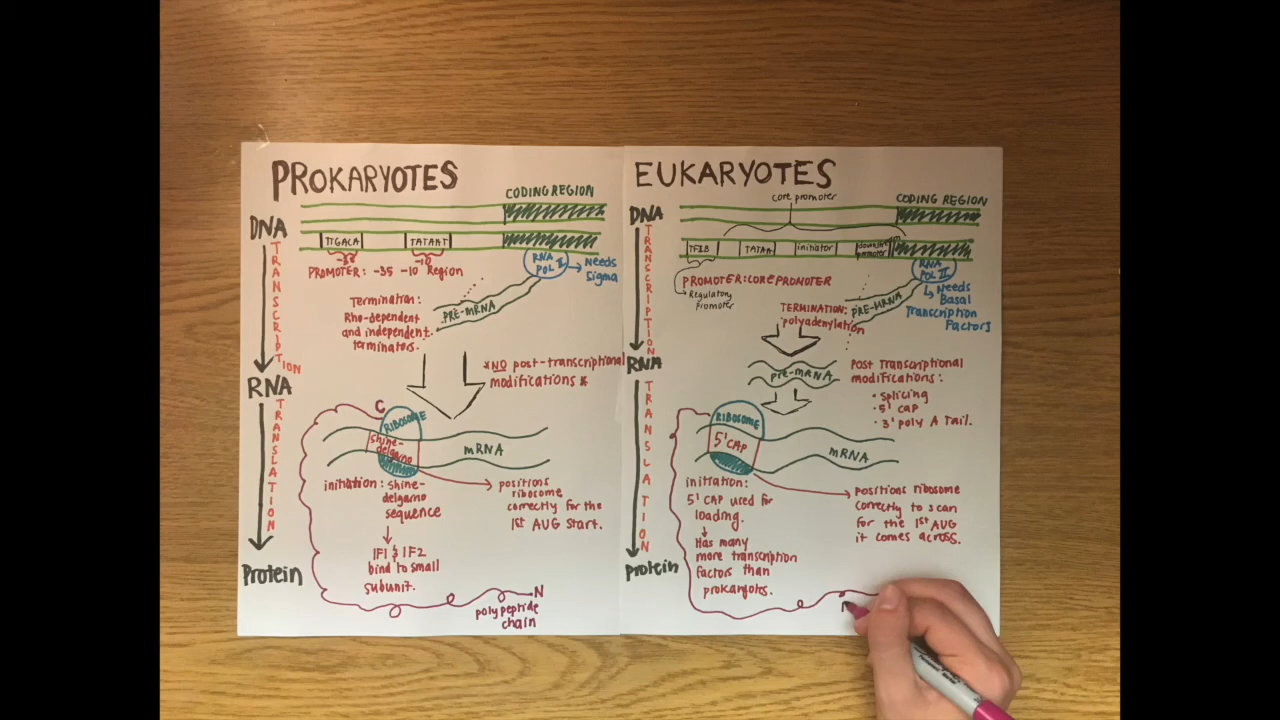 PROKARYOTES
CODING REGION
DNA
TTGACA
TATAAT
-35
-10
PROMOTER: -35 -10 Region
RNA
POL II
Needs
Sigma
TRANSCRIPTION
Termination:
Rho-dependent
and independent
terminators.
PRE-mRNA
*NO post-transcriptional
modifications *
RNA
TRANSLATION
C
RIBOSOME
shine-
delgarno
mRNA
initiation: shine-
delgarno
sequence
positions
ribosome
correctly for the
1st AUG start.
IF1 & IF2
bind to small
subunit.
Protein
N
polypeptide
chain
EUKARYOTES
core promoter
CODING REGION
DNA
TFIIB
TATAA
initiator
downstream
promoter
PROMOTER: CORE PROMOTER
Regulatory
Promoter
RNA
POL II
Needs
Basal
Transcription
Factors
TRANSCRIPTION
TERMINATION:
polyadenylation
PRE-MRNA
RNA
Pre-mRNA
Post Transcriptional
modifications:
• splicing
• 5' cap
• 3' poly A Tail.
TRANSLATION
RIBOSOME
5' CAP
mRNA
initiation:
5' CAP used for
loading.
Has many
more transcription
factors than
prokaryotes.
Positions ribosome
correctly to scan
for the 1st AUG
it comes across.
Protein